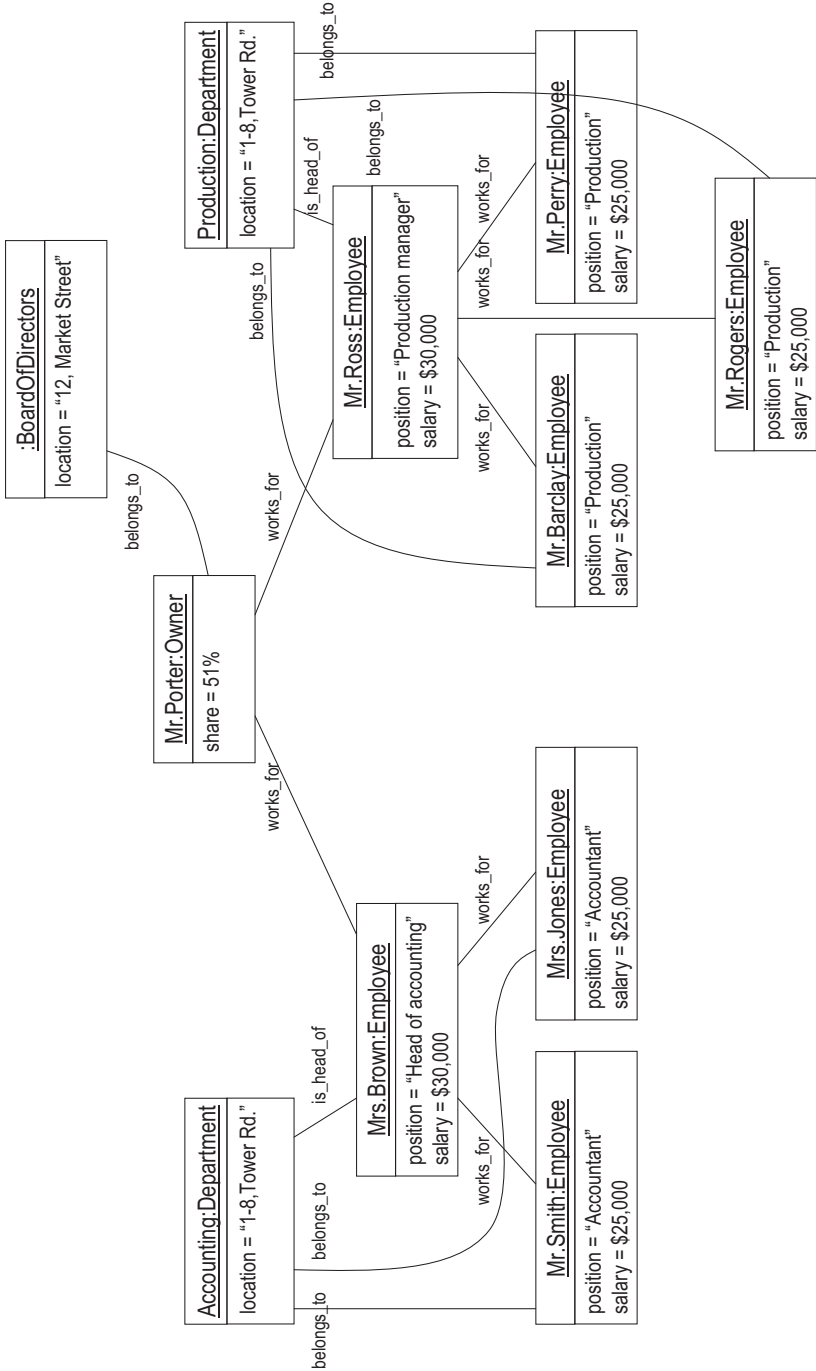 :BoardOfDirectors
location = “12, Market Street”
belongs_to
Mr.Porter:Owner
share = 51%
works_for
works_for
Accounting:Department
location = “1-8,Tower Rd.”
belongs_to
belongs_to
is_head_of
Production:Department
location = “1-8,Tower Rd.”
belongs_to
is_head_of
belongs_to
belongs_to
Mrs.Brown:Employee
position = “Head of accounting”
salary = $30,000
works_for
works_for
Mr.Ross:Employee
position = “Production manager”
salary = $30,000
works_for
works_for
works_for
Mr.Smith:Employee
position = “Accountant”
salary = $25,000
Mrs.Jones:Employee
position = “Accountant”
salary = $25,000
Mr.Barclay:Employee
position = “Production”
salary = $25,000
Mr.Perry:Employee
position = “Production”
salary = $25,000
Mr.Rogers:Employee
position = “Production”
salary = $25,000